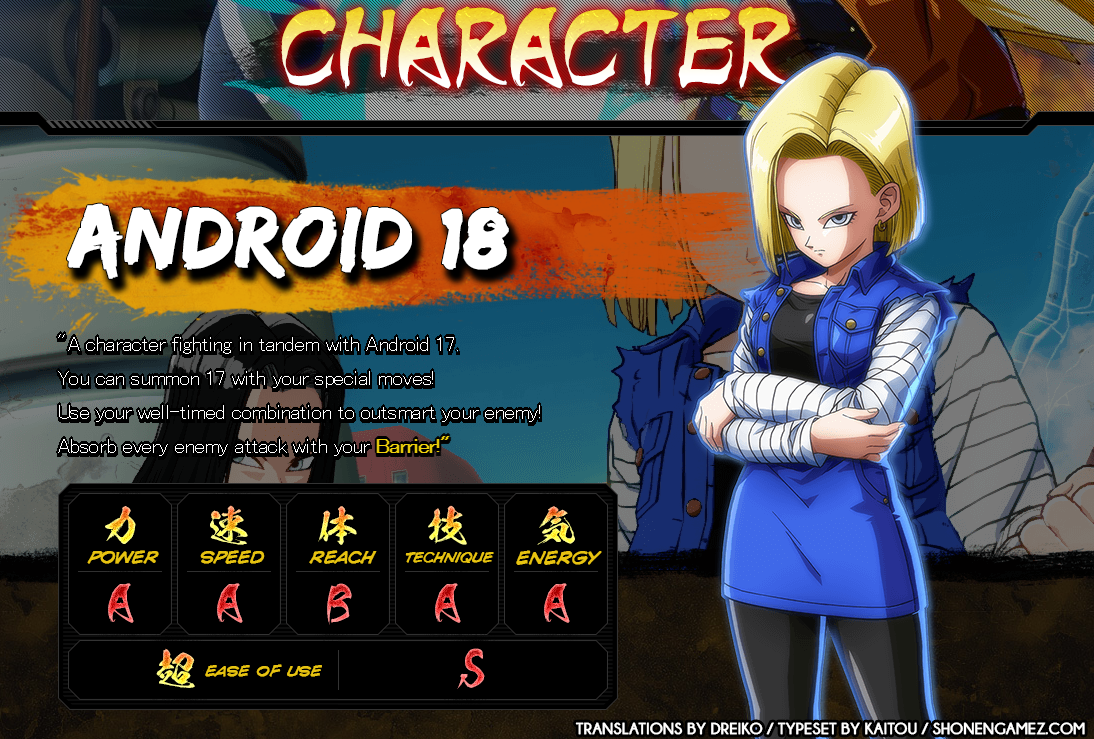 CHARACTER
ANDROID 18
"A character fighting in tandem with Android 17.
You can summon 17 with your special moves!
Use your well-timed combination to outsmart your enemy!
Absorb every enemy attack with your Barrier!"
力 速 体 技 気
POWER SPEED REACH TECHNIQUE ENERGY
A A B A A
超 EASE OF USE S
TRANSLATIONS BY DREIKO / TYPESET BY KAITOU / SHONENGAMEZ.COM